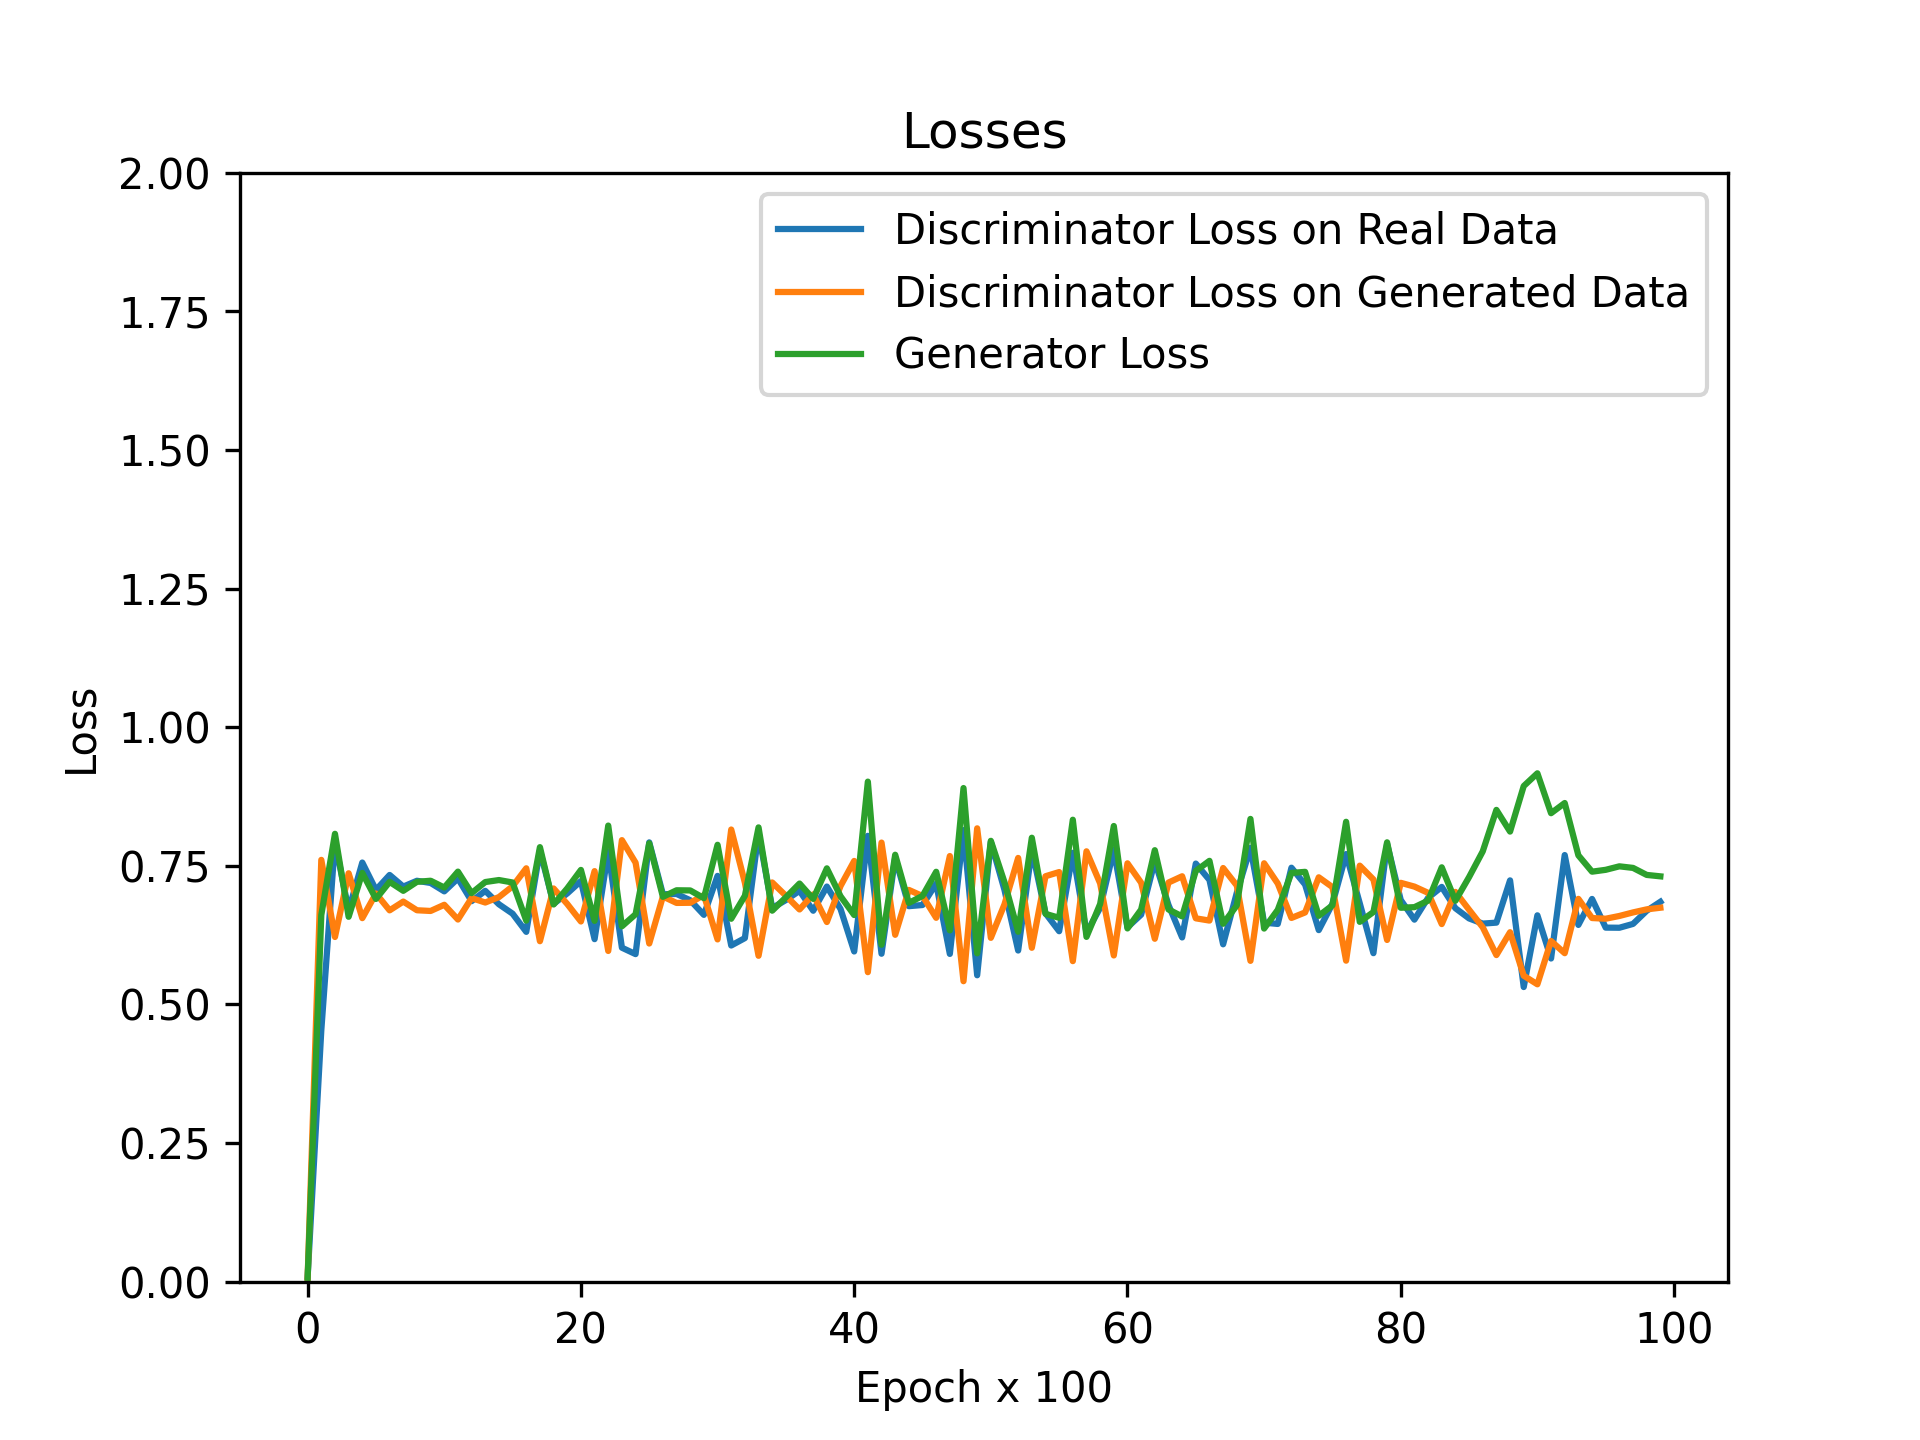 Losses
2.00
1.75
1.50
1.25
1.00
0.75
0.50
0.25
0.00
Loss
Discriminator Loss on Real Data
Discriminator Loss on Generated Data
Generator Loss
0 20 40 60 80 100
Epoch x 100